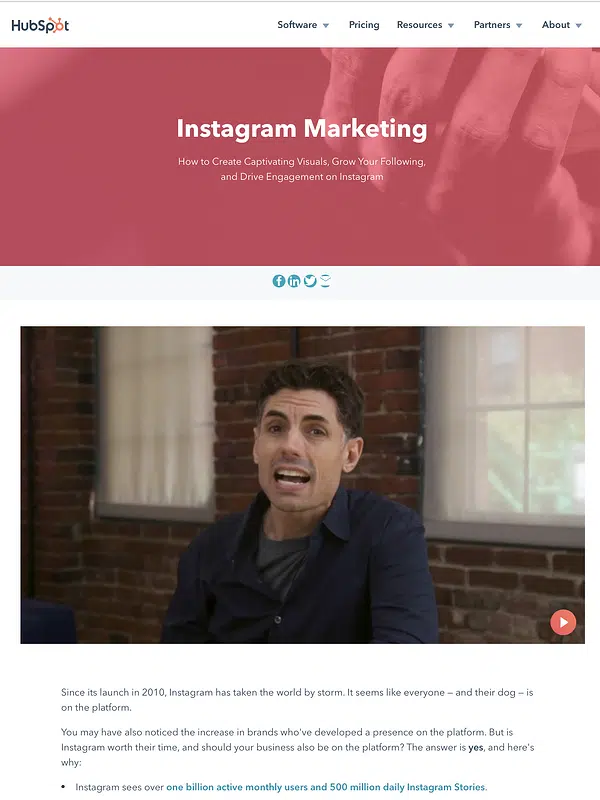 HubSpot
Software Pricing Resources Partners About
Instagram Marketing
How to Create Captivating Visuals, Grow Your Following,
and Drive Engagement on Instagram
Since its launch in 2010, Instagram has taken the world by storm. It seems like everyone — and their dog — is
on the platform.
You may have also noticed the increase in brands who've developed a presence on the platform. But is
Instagram worth their time, and should your business also be on the platform? The answer is yes, and here's
why:
• Instagram sees over one billion active monthly users and 500 million daily Instagram Stories.